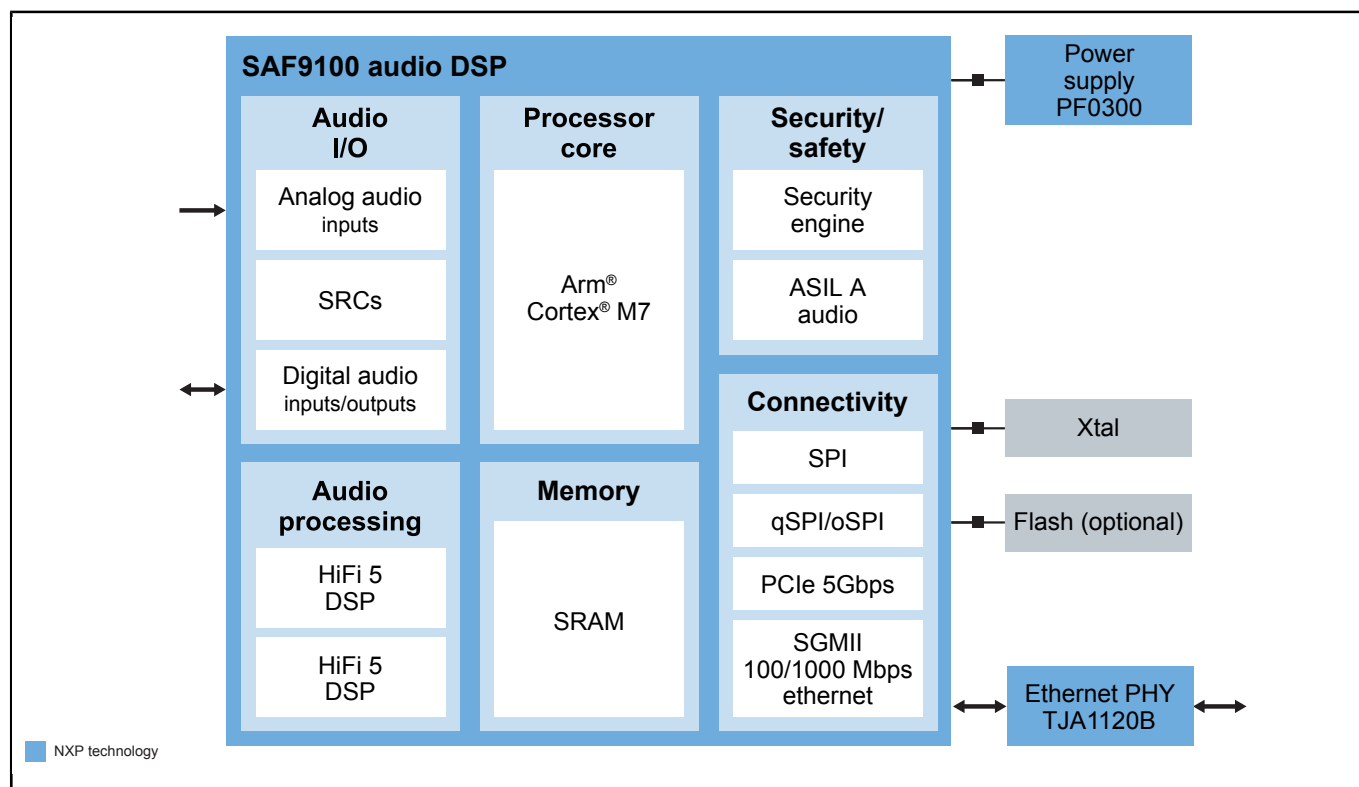 SAF9100 audio DSP
Audio
I/O
Analog audio
inputs
SRCs
Digital audio
inputs/outputs
Processor
core
Arm®
Cortex® M7
Security/
safety
Security
engine
ASIL A
audio
Audio
processing
HiFi 5
DSP
HiFi 5
DSP
Memory
SRAM
Connectivity
SPI
qSPI/oSPI
PCIe 5Gbps
SGMII
100/1000 Mbps
ethernet
Power
supply
PF0300
Xtal
Flash (optional)
Ethernet PHY
TJA1120B
NXP technology